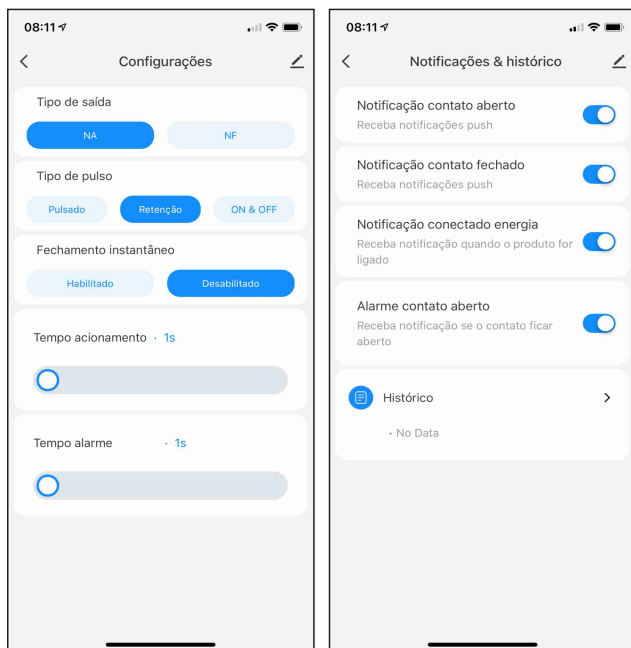 08:11
Configurações
Tipo de saída
NA
NF
Tipo de pulso
Pulsado
Retenção
ON & OFF
Fechamento instantâneo
Habilitado
Desabilitado
Tempo acionamento · 1s
Tempo alarme · 1s
08:11
Notificações & histórico
Notificação contato aberto
Receba notificações push
Notificação contato fechado
Receba notificações push
Notificação conectado energia
Receba notificação quando o produto for
ligado
Alarme contato aberto
Receba notificação se o contato ficar
aberto
Histórico
• No Data